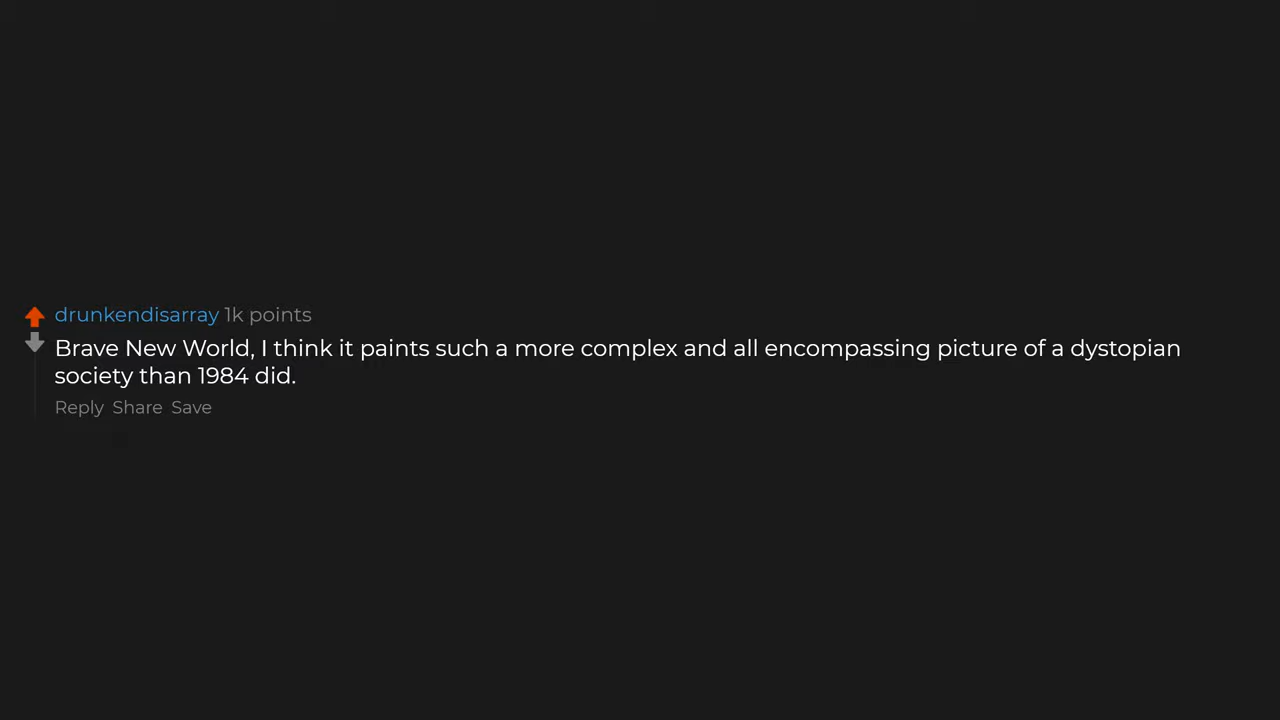 drunkendisarray 1k points
Brave New World, I think it paints such a more complex and all encompassing picture of a dystopian
society than 1984 did.
Reply Share Save